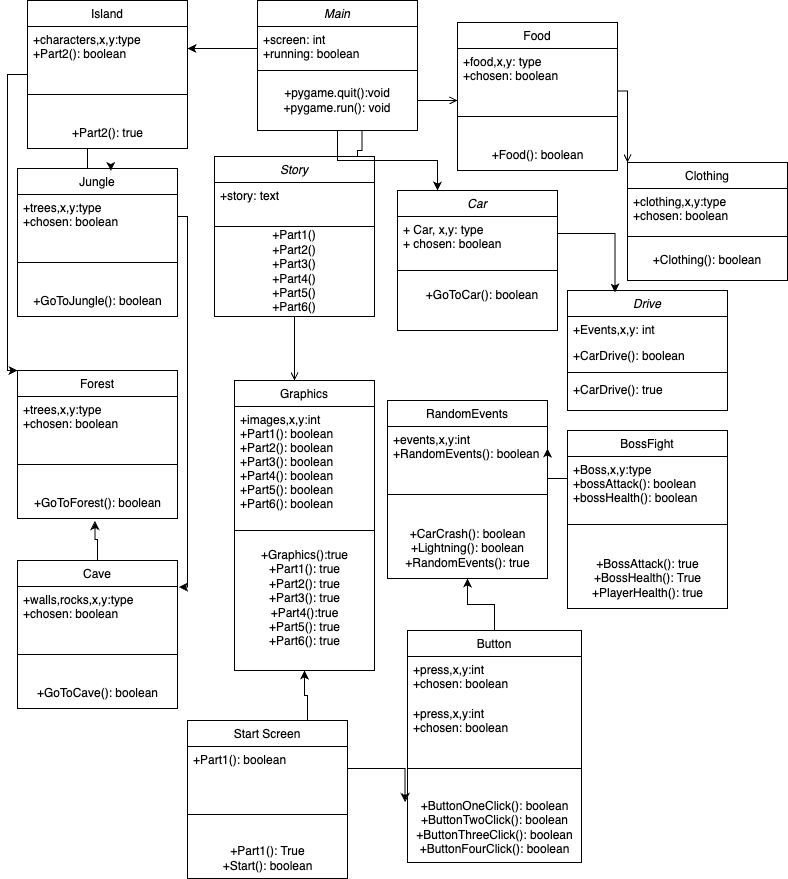 Island
+characters,x,y:type
+Part2(): boolean
+Part2(): true
Main
+screen: int
+running: boolean
+pygame.quit():void
+pygame.run(): void
Food
+food,x,y: type
+chosen: boolean
+Food(): boolean
Jungle
+trees,x,y:type
+chosen: boolean
+GoToJungle(): boolean
Story
+story: text
+Part1()
+Part2()
+Part3()
+Part4()
+Part5()
+Part6()
Car
+ Car, x,y: type
+ chosen: boolean
+GoToCar(): boolean
Clothing
+clothing,x,y:type
+chosen: boolean
+Clothing(): boolean
Drive
+Events,x,y: int
+CarDrive(): boolean
+CarDrive(): true
Forest
+trees,x,y:type
+chosen: boolean
+GoToForest(): boolean
Graphics
+images,x,y:int
+Part1(): boolean
+Part2(): boolean
+Part3(): boolean
+Part4(): boolean
+Part5(): boolean
+Part6(): boolean
+Graphics():true
+Part1(): true
+Part2(): true
+Part3(): true
+Part4():true
+Part5(): true
+Part6(): true
RandomEvents
+events,x,y:int
+RandomEvents(): boolean
+CarCrash(): boolean
+Lightning(): boolean
+RandomEvents(): true
BossFight
+Boss,x,y:type
+bossAttack(): boolean
+bossHealth(): boolean
+BossAttack(): true
+BossHealth(): True
+PlayerHealth(): true
Cave
+walls,rocks,x,y:type
+chosen: boolean
+GoToCave(): boolean
Button
+press,x,y:int
+chosen: boolean
+press,x,y:int
+chosen: boolean
+ButtonOneClick(): boolean
+ButtonTwoClick(): boolean
+ButtonThreeClick(): boolean
+ButtonFourClick(): boolean
Start Screen
+Part1(): boolean
+Part1(): True
+Start(): boolean